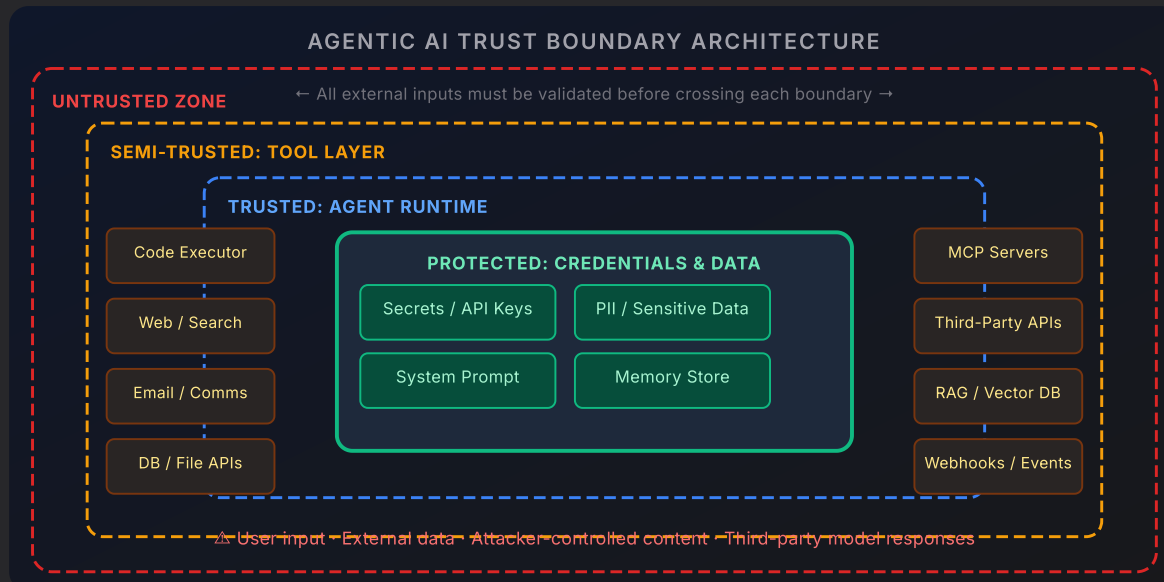 AGENTIC AI TRUST BOUNDARY ARCHITECTURE
← All external inputs must be validated before crossing each boundary →
UNTRUSTED ZONE
SEMI-TRUSTED: TOOL LAYER
TRUSTED: AGENT RUNTIME
Code Executor
Web / Search
Email / Comms
DB / File APIs
PROTECTED: CREDENTIALS & DATA
Secrets / API Keys
PII / Sensitive Data
System Prompt
Memory Store
MCP Servers
Third-Party APIs
RAG / Vector DB
Webhooks / Events
⚠ User input · External data · Attacker-controlled content · Third-party model responses